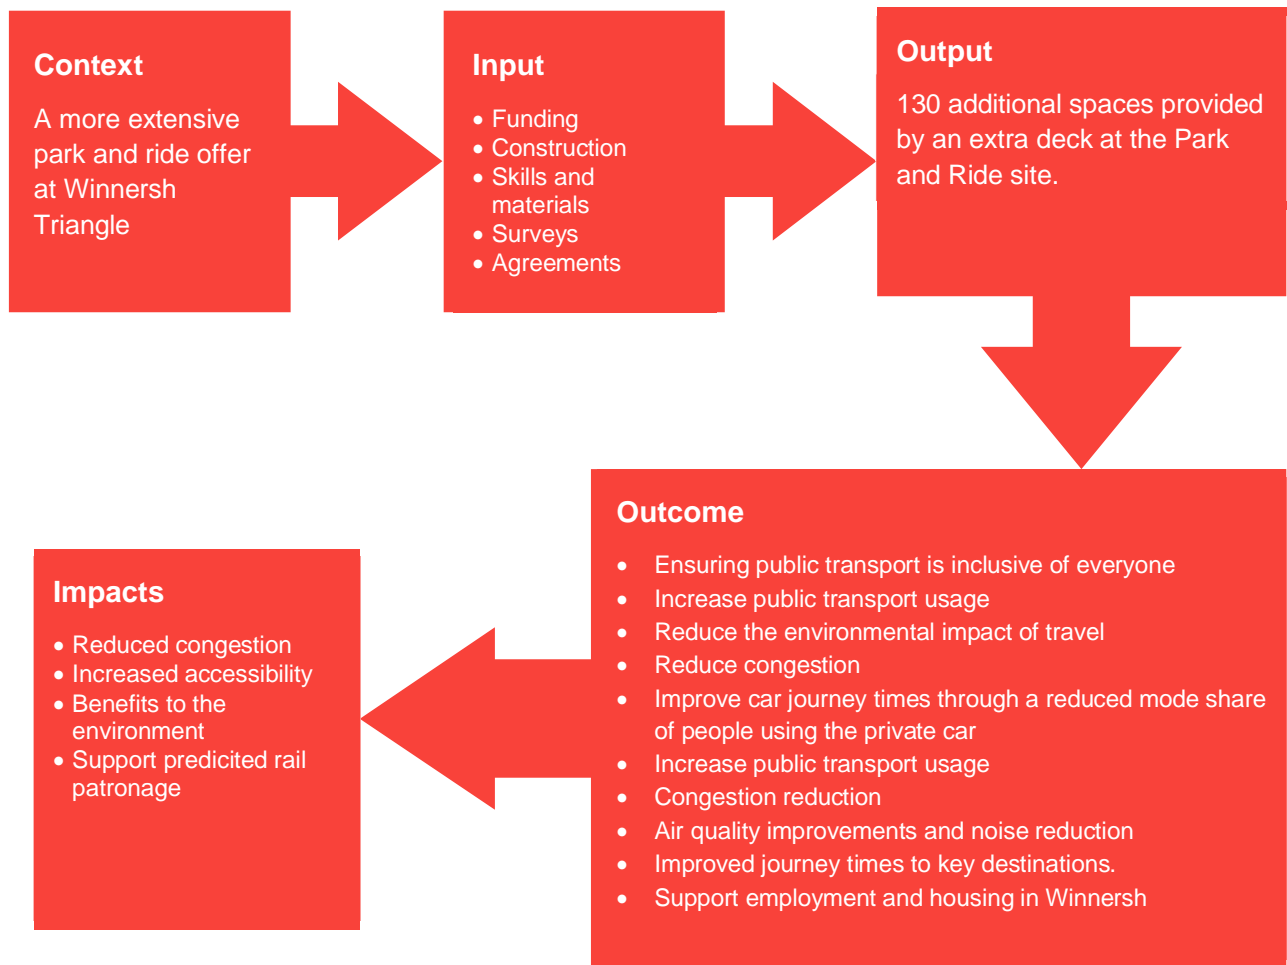 Context
A more extensive
park and ride offer
at Winnersh
Triangle
Input
• Funding
• Construction
• Skills and
materials
• Surveys
• Agreements
Output
130 additional spaces provided
by an extra deck at the Park
and Ride site.
Outcome
• Ensuring public transport is inclusive of everyone
• Increase public transport usage
• Reduce the environmental impact of travel
• Reduce congestion
• Improve car journey times through a reduced mode share
of people using the private car
• Increase public transport usage
• Congestion reduction
• Air quality improvements and noise reduction
• Improved journey times to key destinations.
• Support employment and housing in Winnersh
Impacts
• Reduced congestion
• Increased accessibility
• Benefits to the
environment
• Support predicited rail
patronage